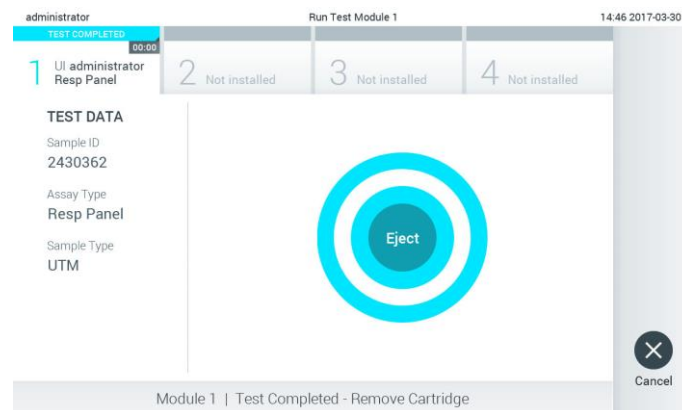 administrator
Run Test Module 1
14:46 2017-03-30
TEST COMPLETED
00:00
1
UI administrator
Resp Panel
2 Not installed
3 Not installed
4 Not installed
TEST DATA
Sample ID
2430362
Assay Type
Resp Panel
Sample Type
UTM
Eject
Cancel
Module 1 | Test Completed - Remove Cartridge